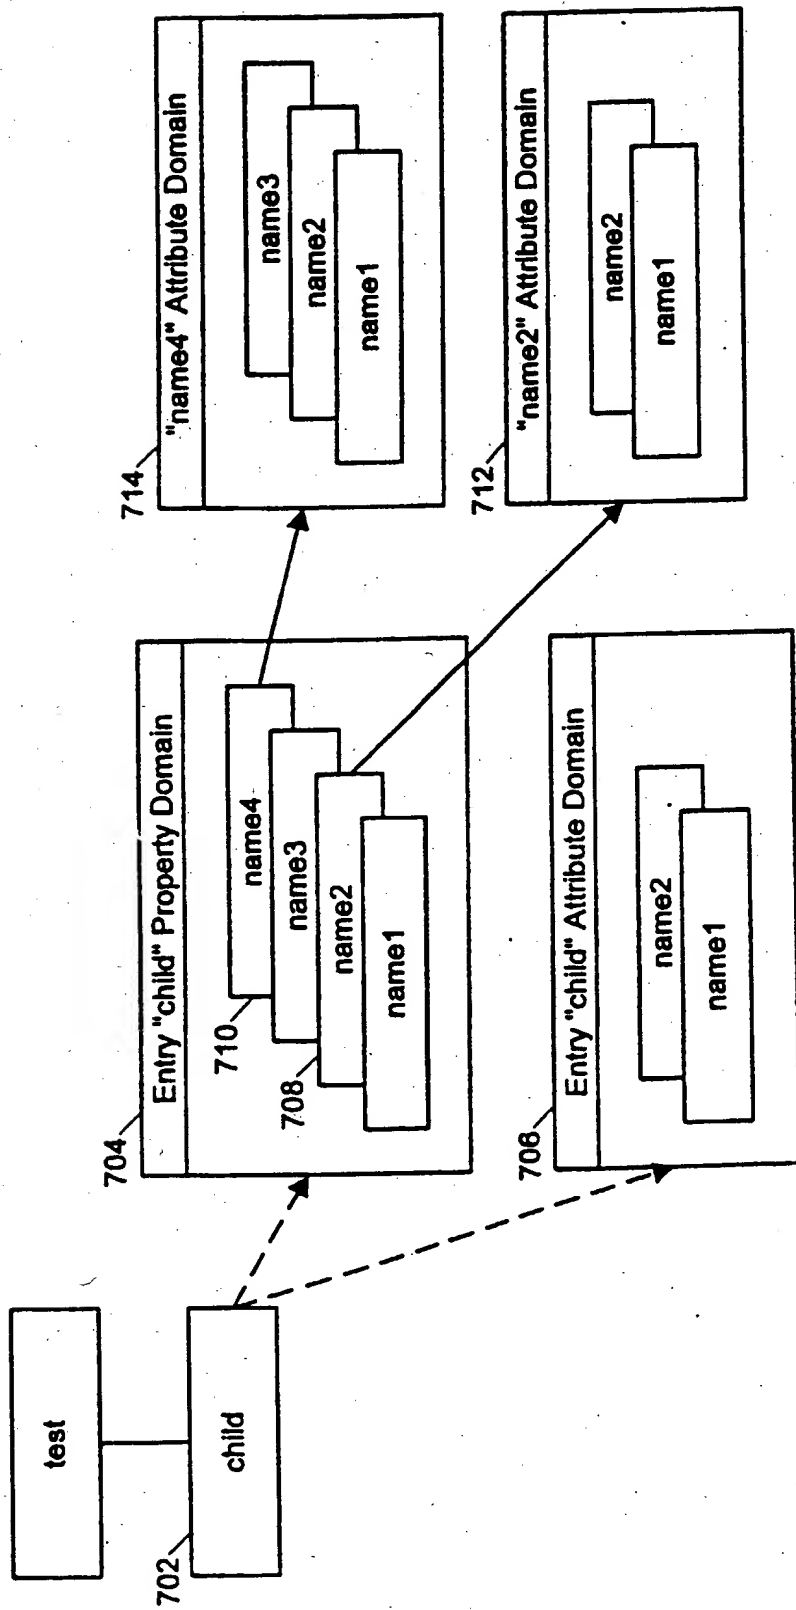 test
702
child
704
Entry "child" Property Domain
710
name4
name3
708
name2
name1
706
Entry "child" Attribute Domain
name2
name1
714
"name4" Attribute Domain
name3
name2
name1
712
"name2" Attribute Domain
name2
name1